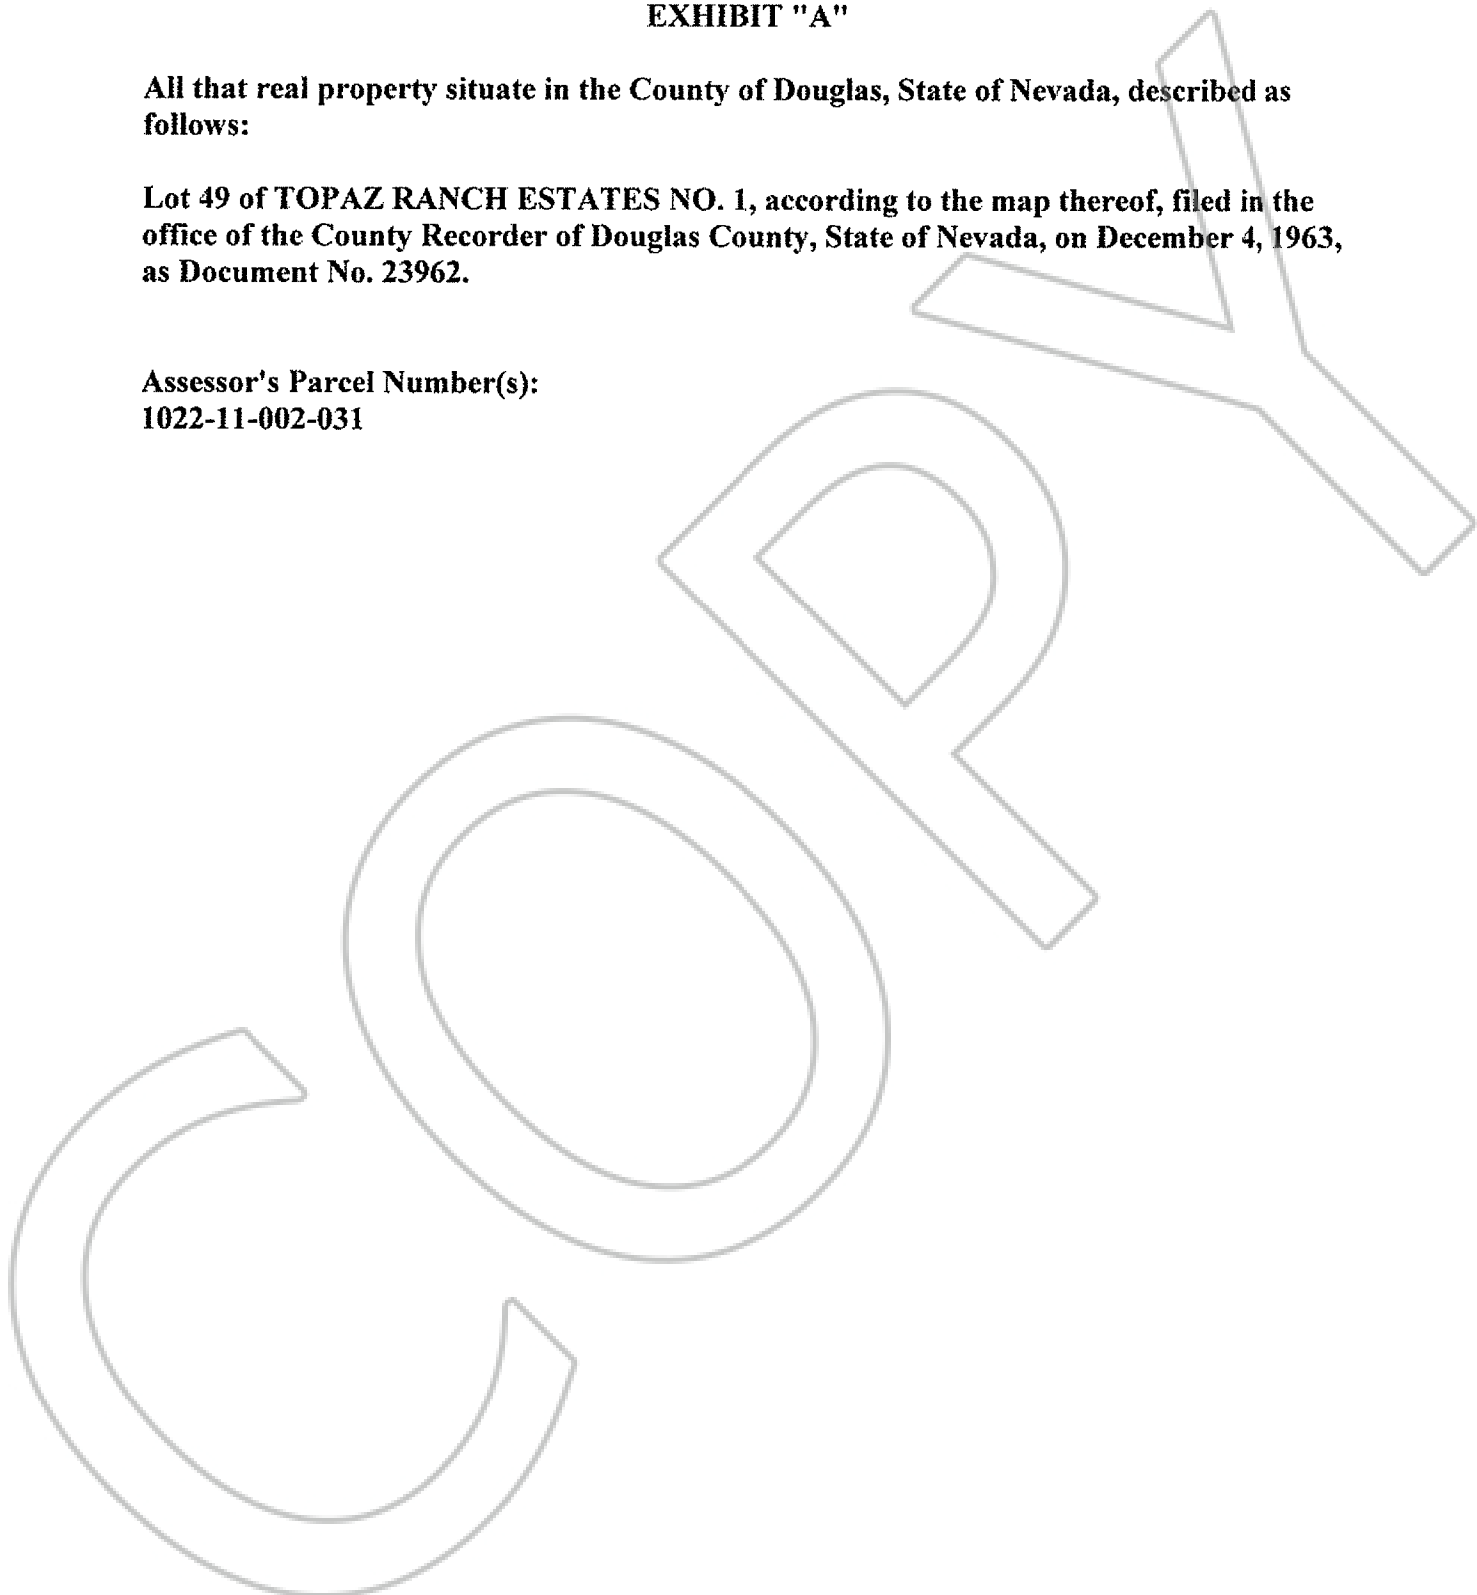 EXHIBIT "A"
All that real property situate in the County of Douglas, State of Nevada, described as
follows:
Lot 49 of TOPAZ RANCH ESTATES NO. 1, according to the map thereof, filed in the
office of the County Recorder of Douglas County, State of Nevada, on December 4, 1963,
as Document No. 23962.
Assessor's Parcel Number(s):
1022-11-002-031
COPY